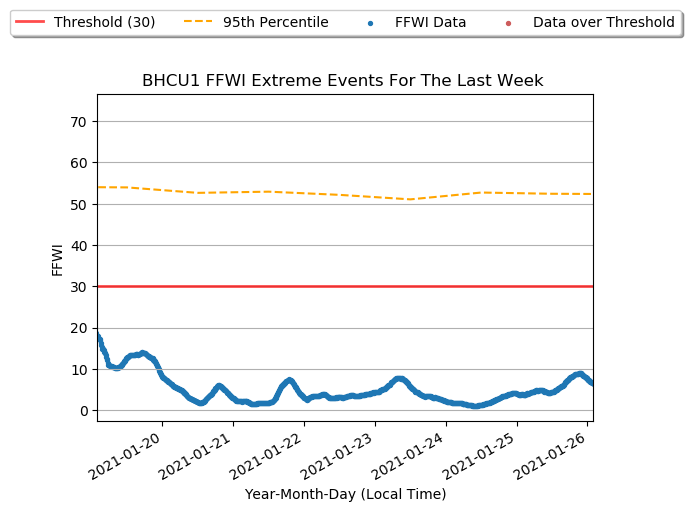 Threshold (30) 95th Percentile FFWI Data Data over Threshold
BHCU1 FFWI Extreme Events For The Last Week
70
60
50
40
30
20
10
0
FFWI
2021-01-20 2021-01-21 2021-01-22 2021-01-23 2021-01-24 2021-01-25 2021-01-26
Year-Month-Day (Local Time)